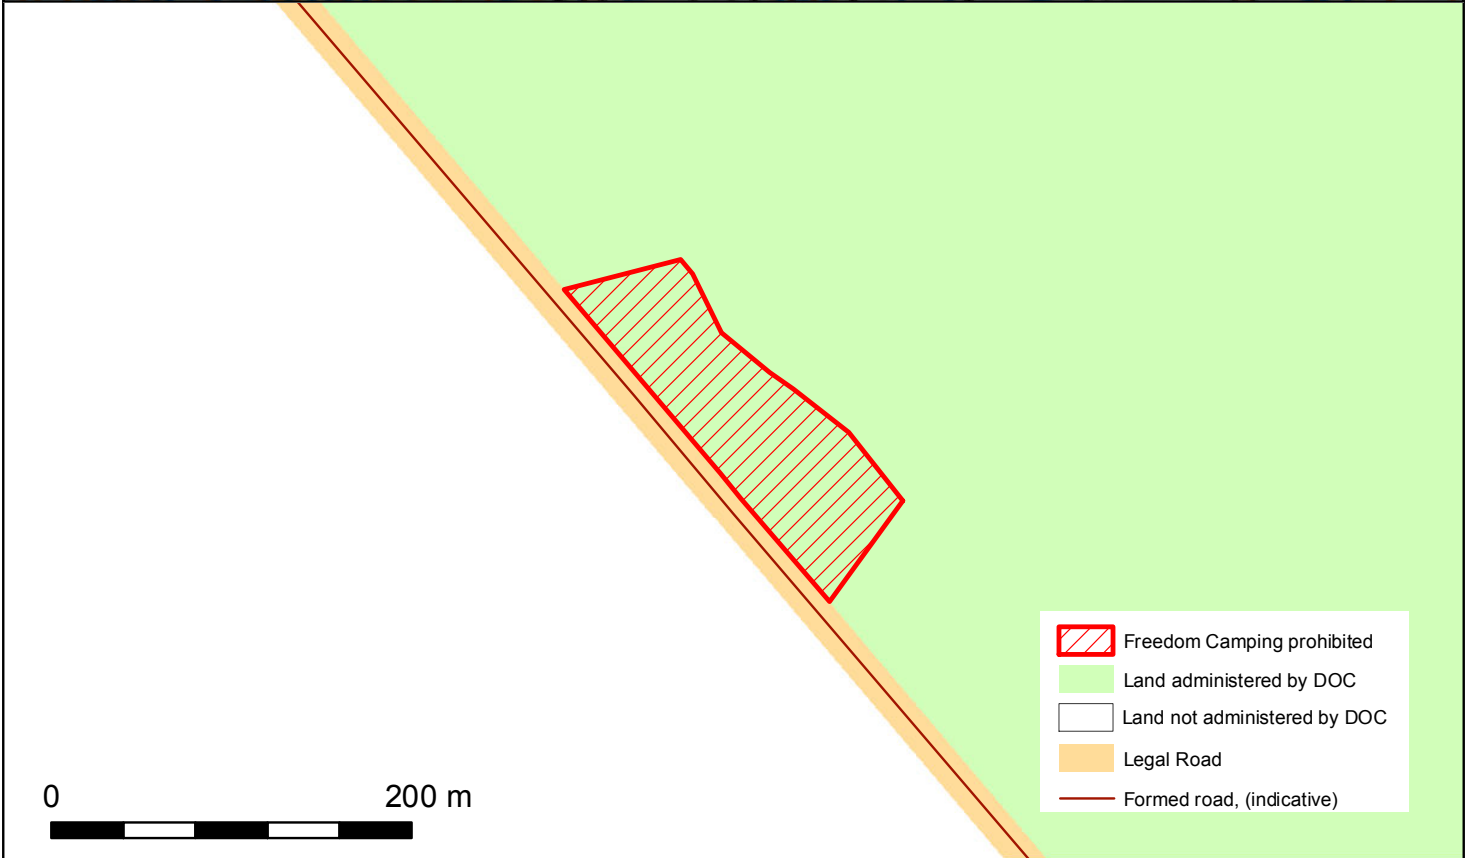 Freedom Camping prohibited
Land administered by DOC
Land not administered by DOC
Legal Road
Formed road, (indicative)
0 200 m